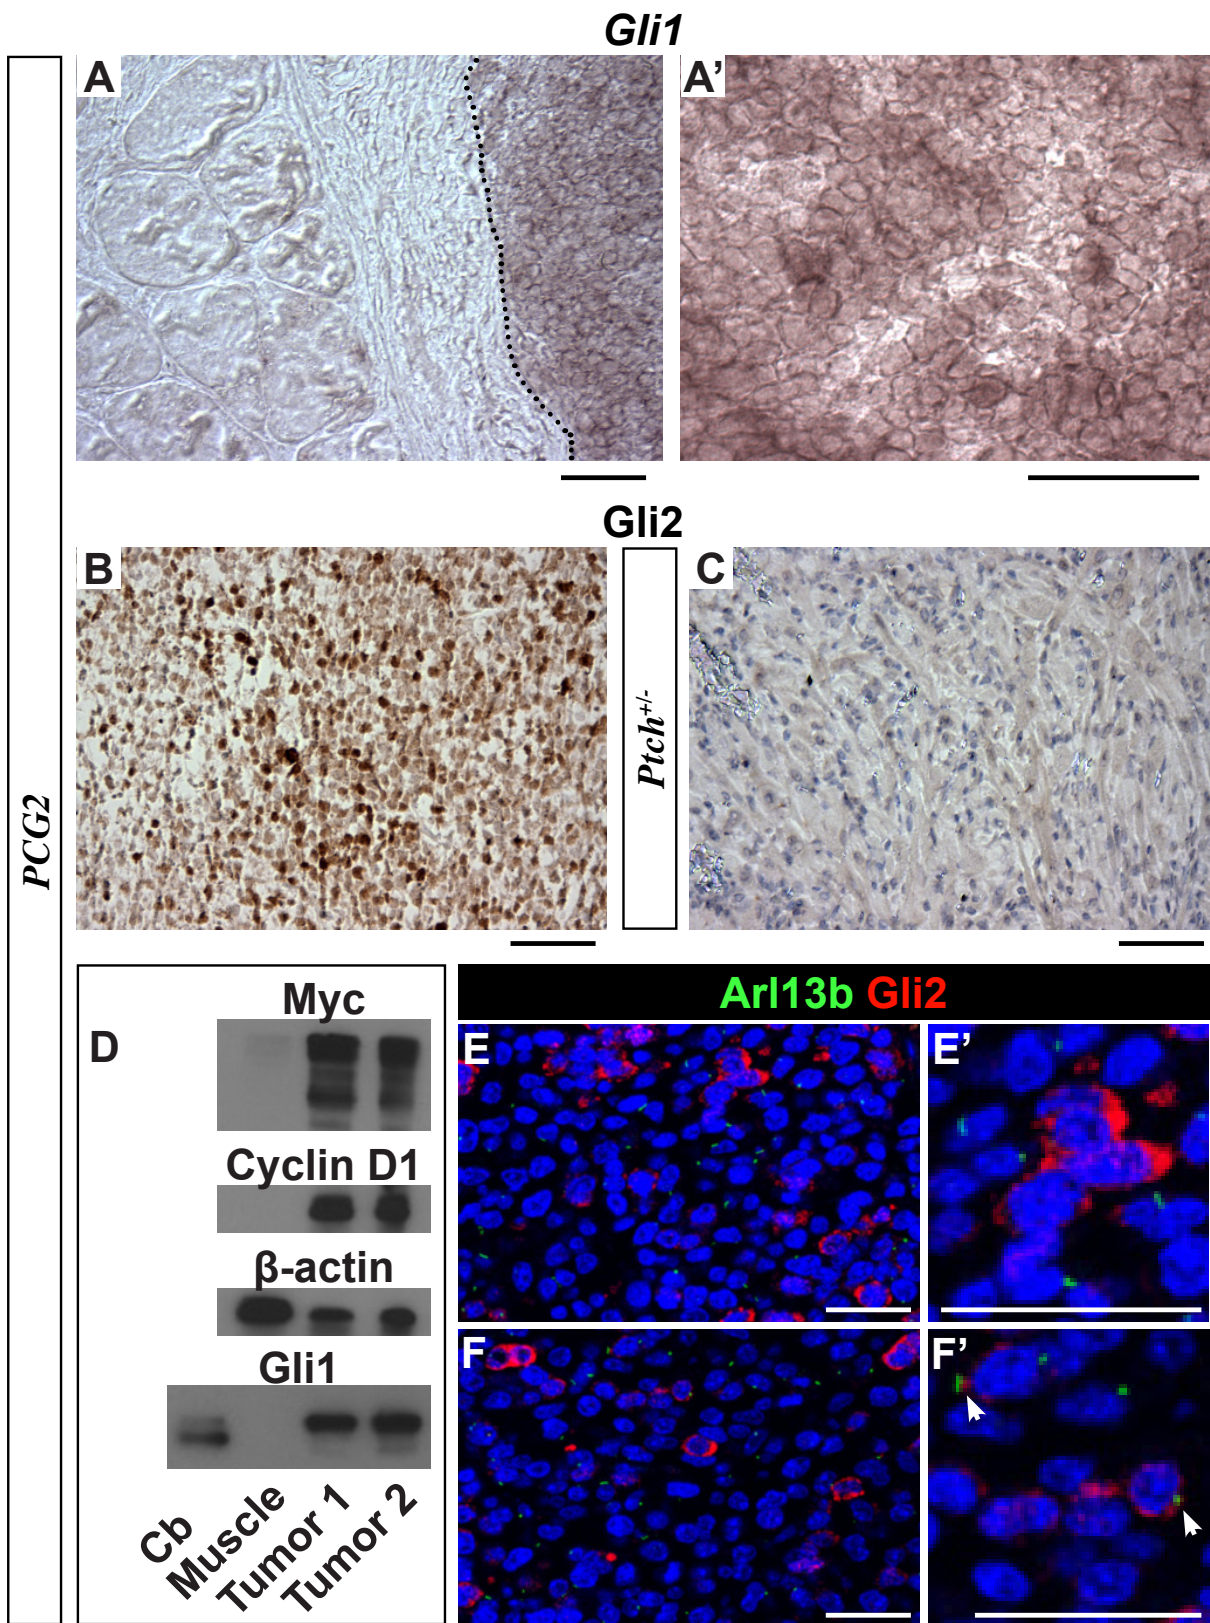 Gli1
A
A'
PCG2
Gli2
B
Ptch+/-
C
D
Myc
Cyclin D1
β-actin
Gli1
Cb
Muscle
Tumor 1
Tumor 2
Arl13b Gli2
E
E'
F
F'